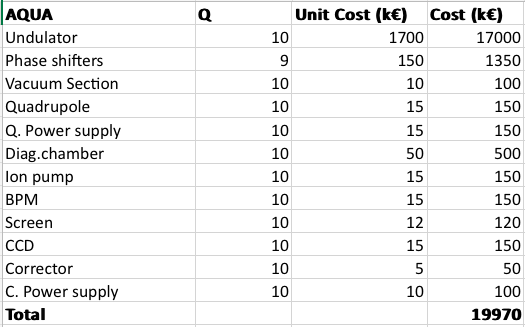 AQUA Q Unit Cost (k€) Cost (k€)
Undulator 10 1700 17000
Phase shifters 9 150 1350
Vacuum Section 10 10 100
Quadrupole 10 15 150
Q. Power supply 10 15 150
Diag.chamber 10 50 500
Ion pump 10 15 150
BPM 10 15 150
Screen 10 12 120
CCD 10 15 150
Corrector 10 5 50
C. Power supply 10 10 100
Total 19970